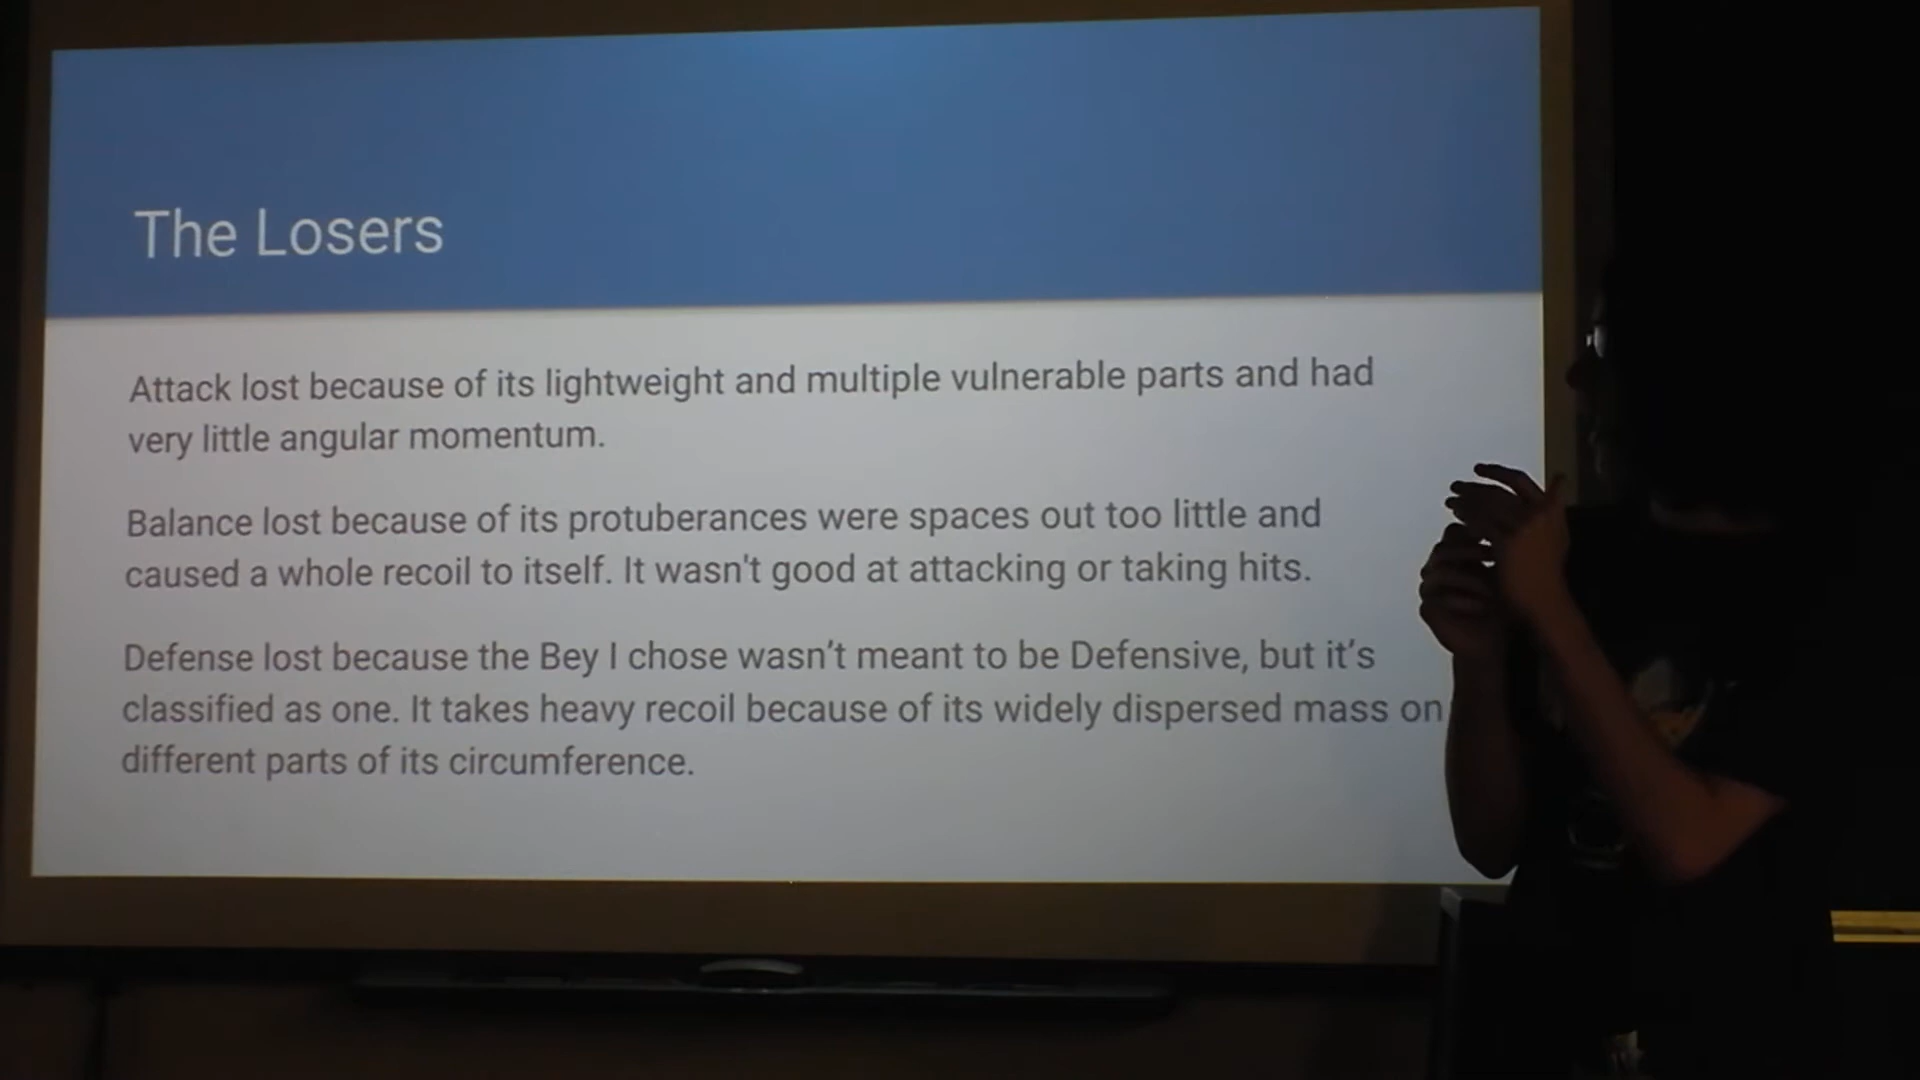 The Losers
Attack lost because of its lightweight and multiple vulnerable parts and had
very little angular momentum.
Balance lost because of its protuberances were spaces out too little and
caused a whole recoil to itself. It wasn't good at attacking or taking hits.
Defense lost because the Bey I chose wasn’t meant to be Defensive, but it’s
classified as one. It takes heavy recoil because of its widely dispersed mass on
different parts of its circumference.